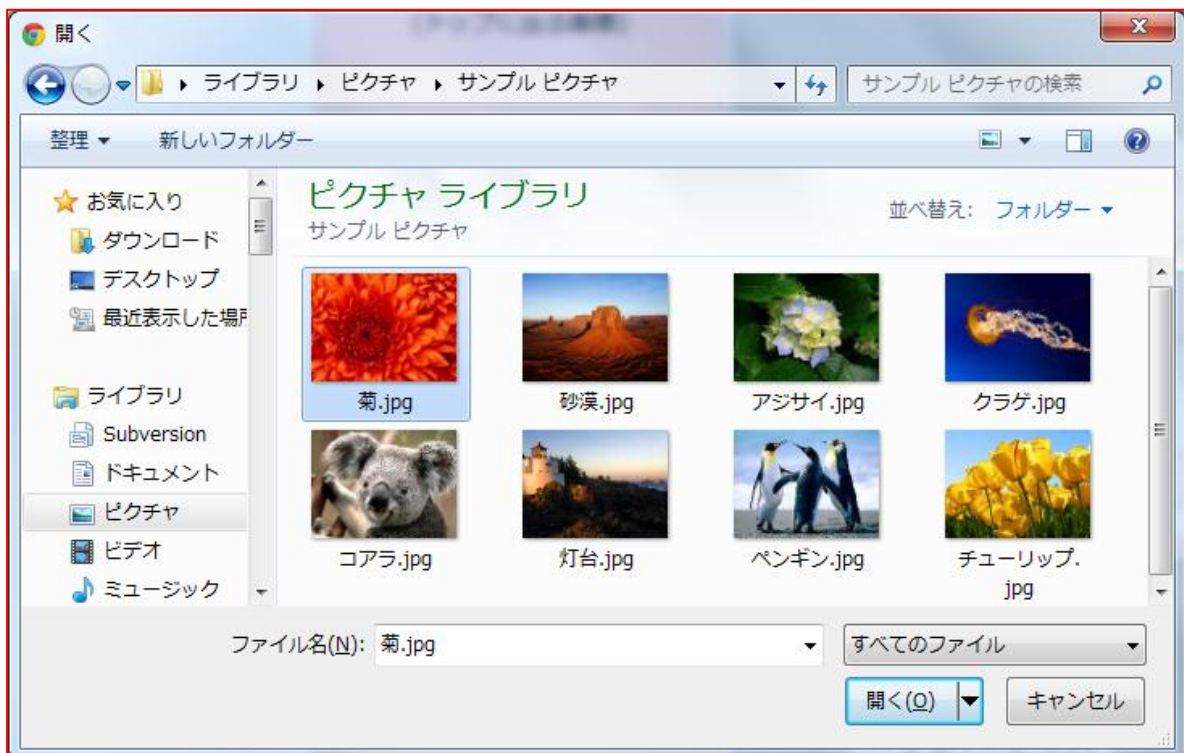 開く
ライブラリ ピクチャ サンプル ピクチャ
サンプル ピクチャの検索
整理 新しいフォルダー
お気に入り
ダウンロード
デスクトップ
最近表示した場所
ライブラリ
Subversion
ドキュメント
ピクチャ
ビデオ
ミュージック
ピクチャ ライブラリ
サンプル ピクチャ
並べ替え: フォルダー
菊.jpg
砂漠.jpg
アジサイ.jpg
クラゲ.jpg
コアラ.jpg
灯台.jpg
ペンギン.jpg
チューリップ.
jpg
ファイル名(N): 菊.jpg
すべてのファイル
開く(O)
キャンセル